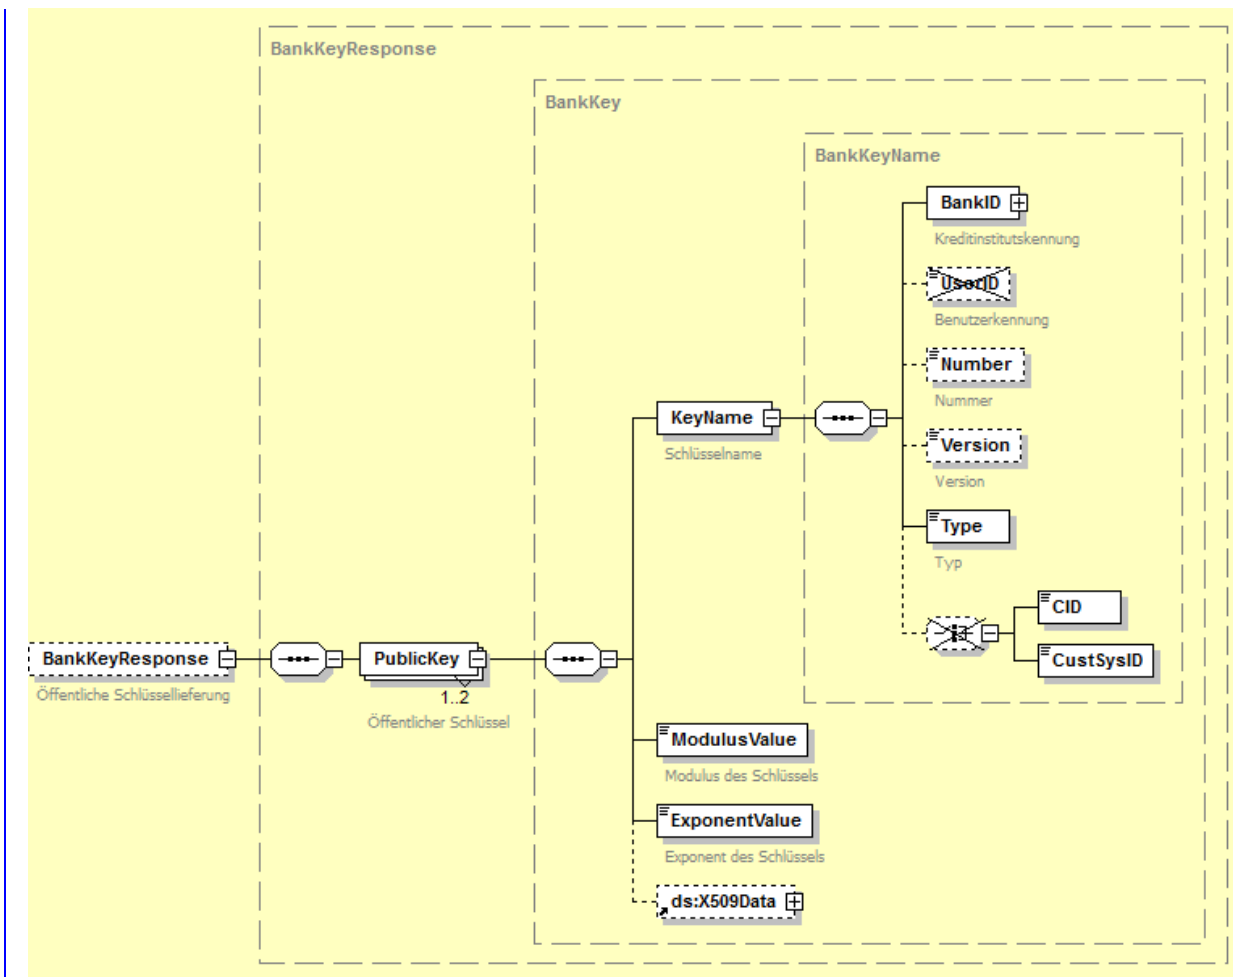 BankKeyResponse
BankKey
BankKeyName
BankID
Kreditinstitutskennung
UserID
Benutzerkennung
Number
Nummer
KeyName
Schlüsselname
Version
Version
Type
Typ
CID
CustSysID
BankKeyResponse
Öffentliche Schlüssellieferung
PublicKey
1..2
Öffentlicher Schlüssel
ModulusValue
Modulus des Schlüssels
ExponentValue
Exponent des Schlüssels
ds:X509Data